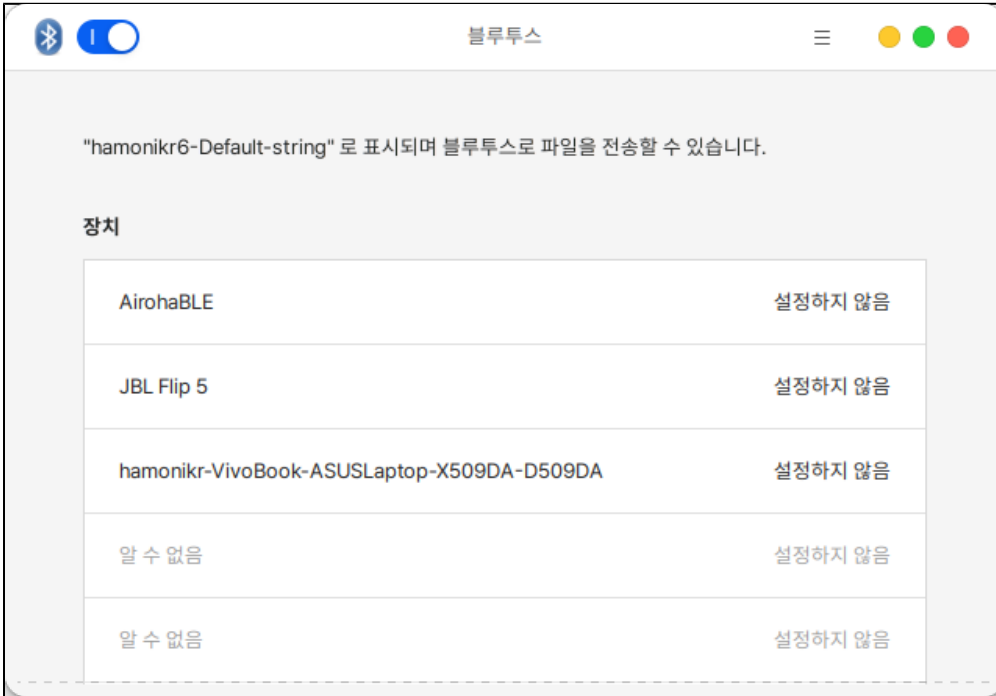 블루투스
"hamonikr6-Default-string" 로 표시되며 블루투스로 파일을 전송할 수 있습니다.
장치
AirohaBLE 설정하지 않음
JBL Flip 5 설정하지 않음
hamonikr-VivoBook-ASUSLaptop-X509DA-D509DA 설정하지 않음
알 수 없음 설정하지 않음
알 수 없음 설정하지 않음